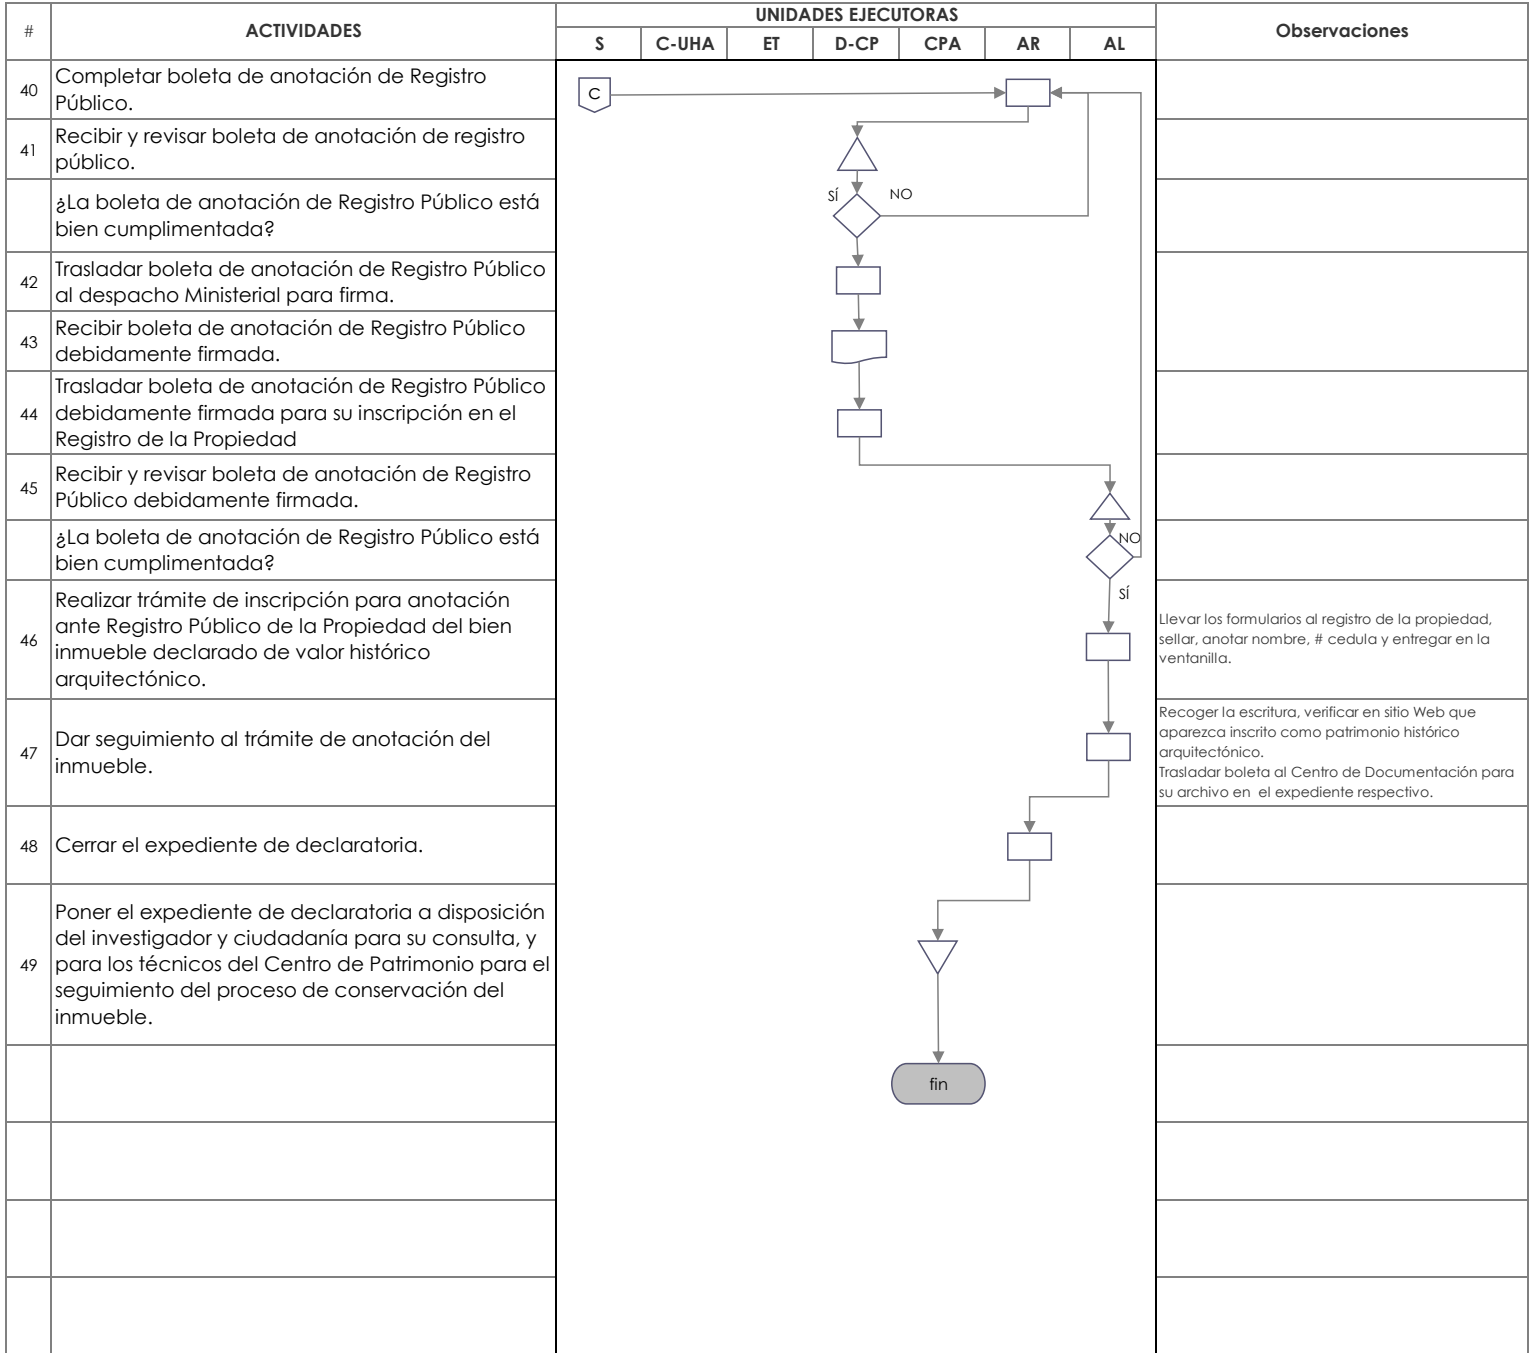 #
ACTIVIDADES
UNIDADES EJECUTORAS
Observaciones
S
C-UHA
ET
D-CP
CPA
AR
AL
40
Completar boleta de anotación de Registro
Público.
C
41
Recibir y revisar boleta de anotación de registro
público.
¿La boleta de anotación de Registro Público está
bien cumplimentada?
SÍ
NO
42
Trasladar boleta de anotación de Registro Público
al despacho Ministerial para firma.
43
Recibir boleta de anotación de Registro Público
debidamente firmada.
44
Trasladar boleta de anotación de Registro Público
debidamente firmada para su inscripción en el
Registro de la Propiedad
45
Recibir y revisar boleta de anotación de Registro
Público debidamente firmada.
¿La boleta de anotación de Registro Público está
bien cumplimentada?
NO
SÍ
46
Realizar trámite de inscripción para anotación
ante Registro Público de la Propiedad del bien
inmueble declarado de valor histórico
arquitectónico.
Llevar los formularios al registro de la propiedad,
sellar, anotar nombre, # cedula y entregar en la
ventanilla.
47
Dar seguimiento al trámite de anotación del
inmueble.
Recoger la escritura, verificar en sitio Web que
aparezca inscrito como patrimonio histórico
arquitectónico.
Trasladar boleta al Centro de Documentación para
su archivo en el expediente respectivo.
48
Cerrar el expediente de declaratoria.
49
Poner el expediente de declaratoria a disposición
del investigador y ciudadanía para su consulta, y
para los técnicos del Centro de Patrimonio para el
seguimiento del proceso de conservación del
inmueble.
fin